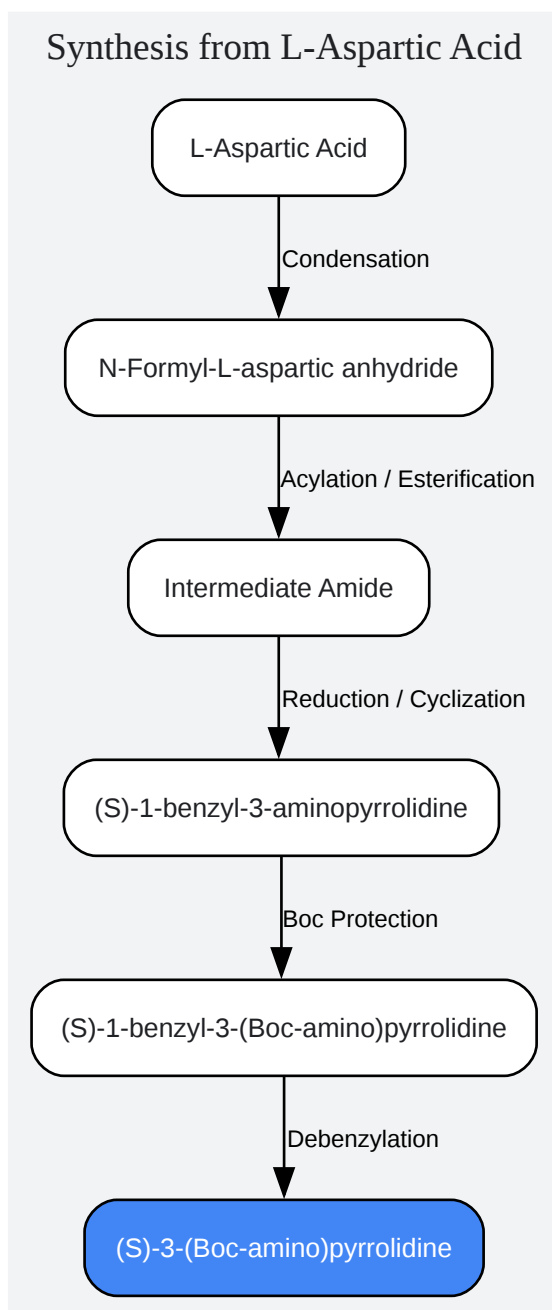 Synthesis from L-Aspartic Acid
L-Aspartic Acid
Condensation
N-Formyl-L-aspartic anhydride
Acylation / Esterification
Intermediate Amide
Reduction / Cyclization
(S)-1-benzyl-3-aminopyrrolidine
Boc Protection
(S)-1-benzyl-3-(Boc-amino)pyrrolidine
Debenzylation
(S)-3-(Boc-amino)pyrrolidine